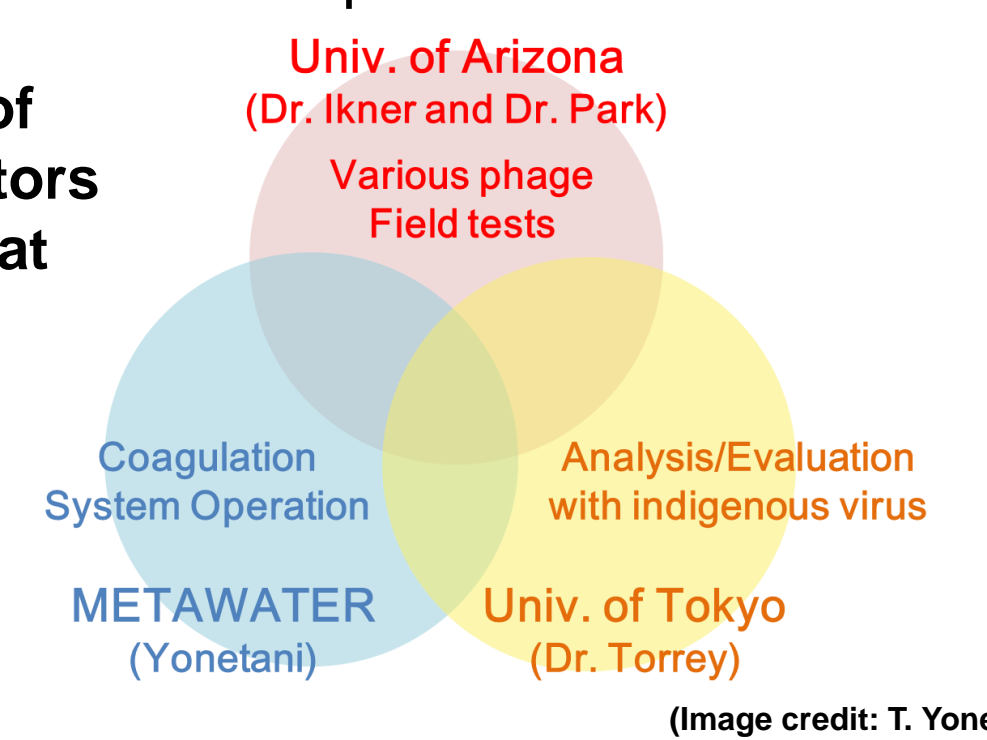 Univ. of Arizona
(Dr. Ikner and Dr. Park)
of
tors
at
Various phage
Field tests
Coagulation
System Operation
Analysis/Evaluation
with indigenous virus
METAWATER
(Yonetani)
Univ. of Tokyo
(Dr. Torrey)
(Image credit: T. Yone